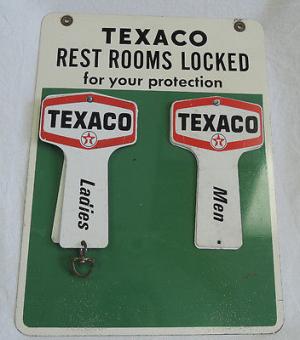 TEXACO
REST ROOMS LOCKED
for your protection
TEXACO
T
Ladies
TEXACO
T
Men